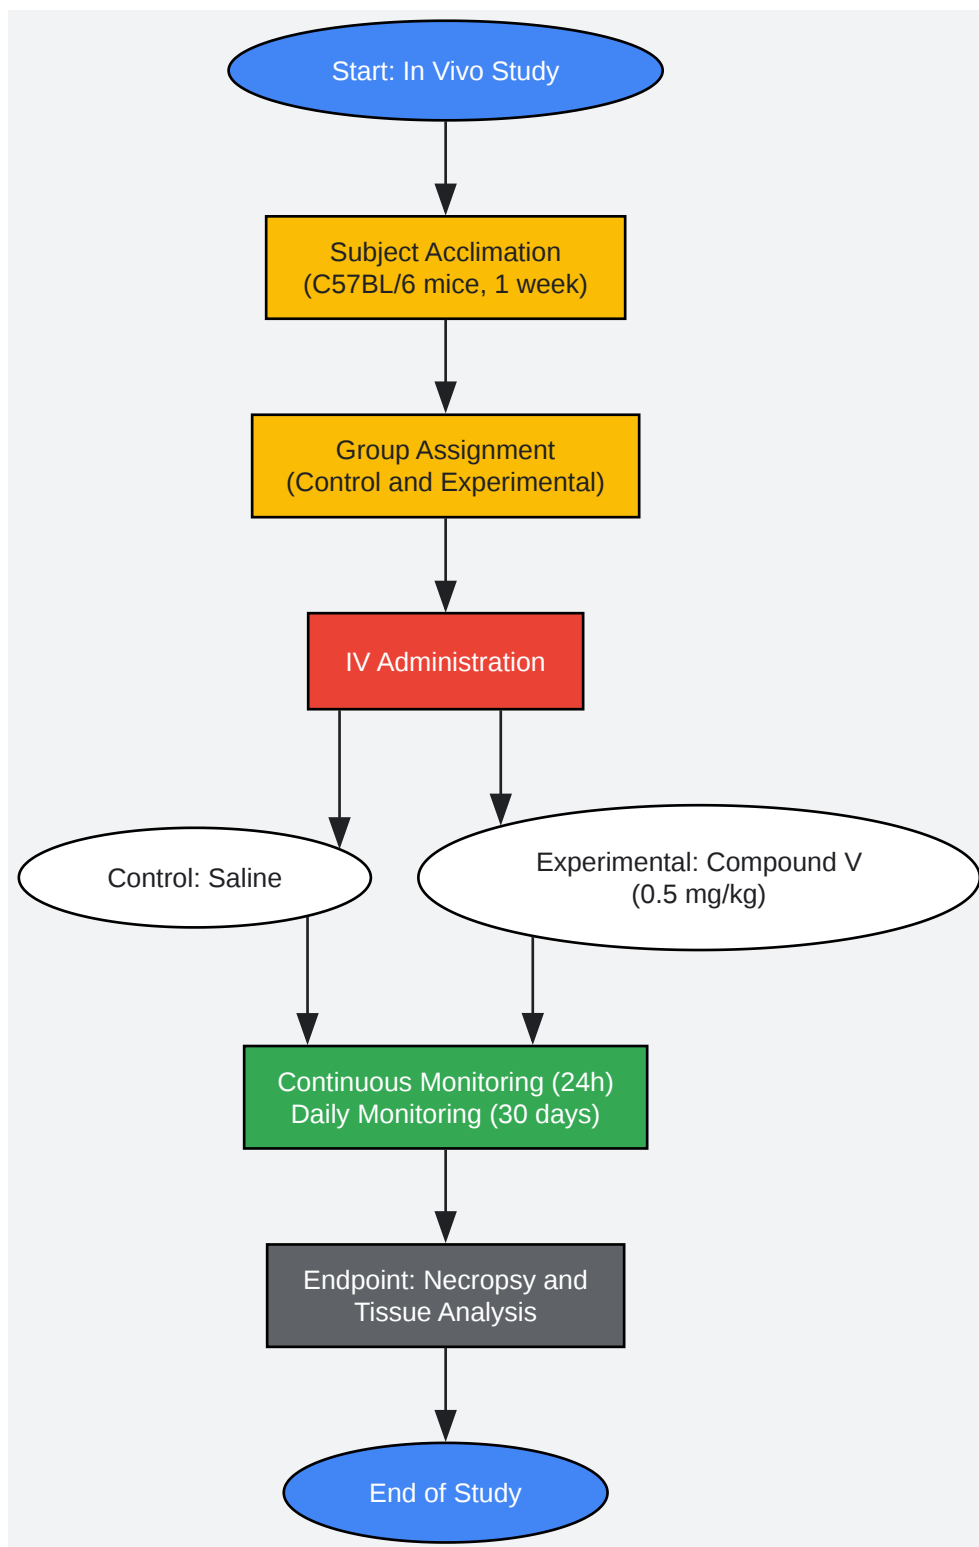 Start: In Vivo Study
Subject Acclimation
(C57BL/6 mice, 1 week)
Group Assignment
(Control and Experimental)
IV Administration
Control: Saline
Experimental: Compound V
(0.5 mg/kg)
Continuous Monitoring (24h)
Daily Monitoring (30 days)
Endpoint: Necropsy and
Tissue Analysis
End of Study